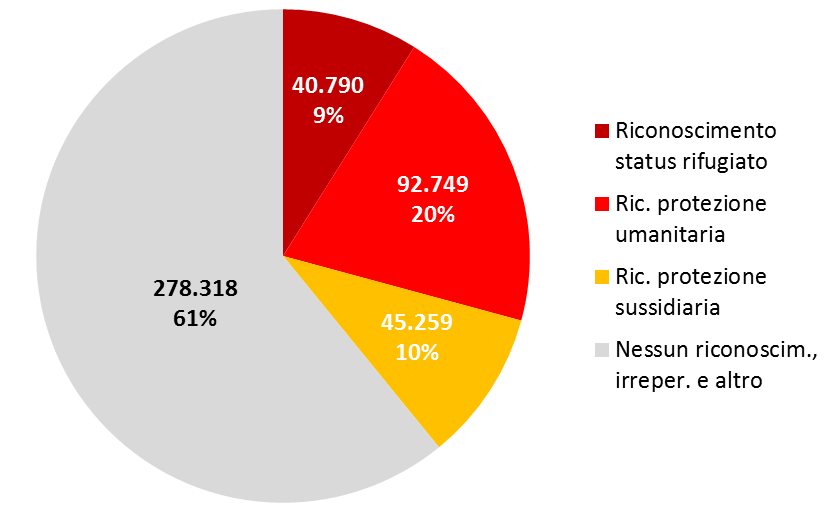 40.790
9%
92.749
20%
45.259
10%
278.318
61%
Riconoscimento
status rifugiato
Ric. protezione
umanitaria
Ric. protezione
sussidiaria
Nessun riconoscim.,
irreper. e altro